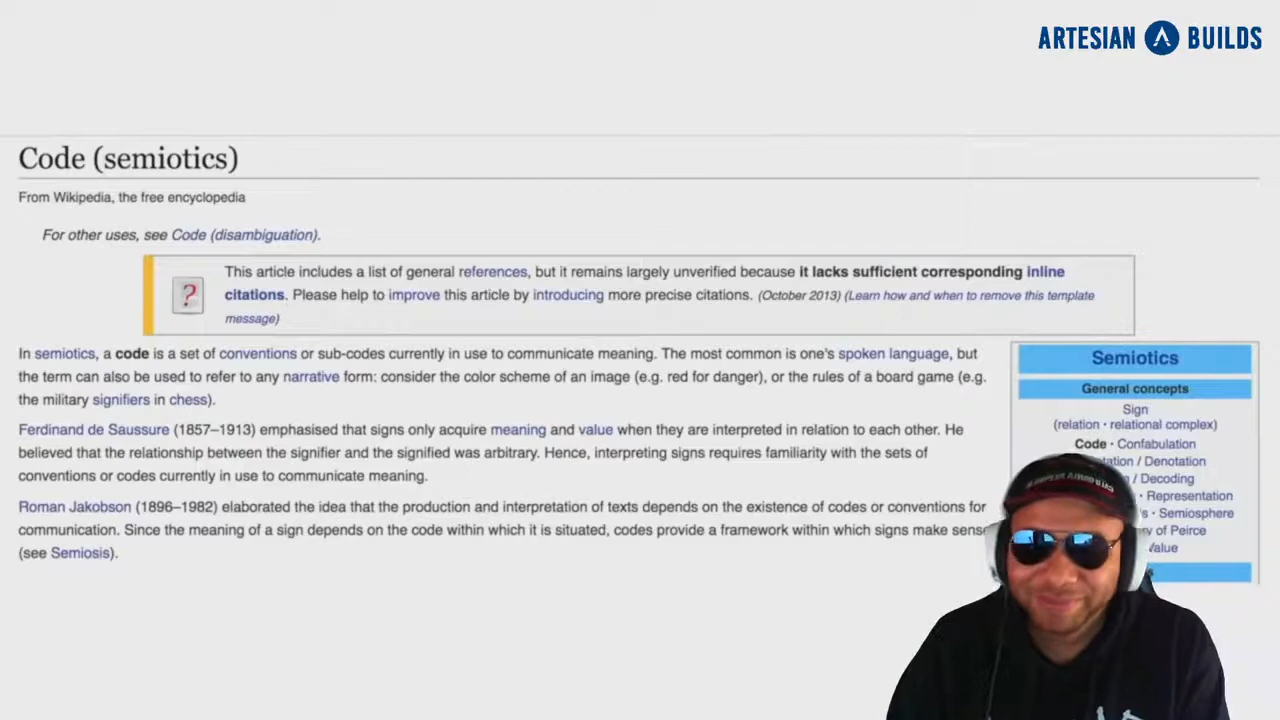 ARTESIAN BUILDS
Code (semiotics)
From Wikipedia, the free encyclopedia
For other uses, see Code (disambiguation).
This article includes a list of general references, but it remains largely unverified because it lacks sufficient corresponding inline
citations. Please help to improve this article by introducing more precise citations. (October 2013) (Learn how and when to remove this template
message)
In semiotics, a code is a set of conventions or sub-codes currently in use to communicate meaning. The most common is one's spoken language, but
the term can also be used to refer to any narrative form: consider the color scheme of an image (e.g. red for danger), or the rules of a board game (e.g.
the military signifiers in chess).
Ferdinand de Saussure (1857–1913) emphasised that signs only acquire meaning and value when they are interpreted in relation to each other. He
believed that the relationship between the signifier and the signified was arbitrary. Hence, interpreting signs requires familiarity with the sets of
conventions or codes currently in use to communicate meaning.
Roman Jakobson (1896–1982) elaborated the idea that the production and interpretation of texts depends on the existence of codes or conventions for
communication. Since the meaning of a sign depends on the code within which it is situated, codes provide a framework within which signs make sense
(see Semiosis).
Semiotics
General concepts
Sign
(relation · relational complex)
Code · Confabulation
/ Denotation
/ Decoding
· Representation
· Semiosphere
of Peirce
Value